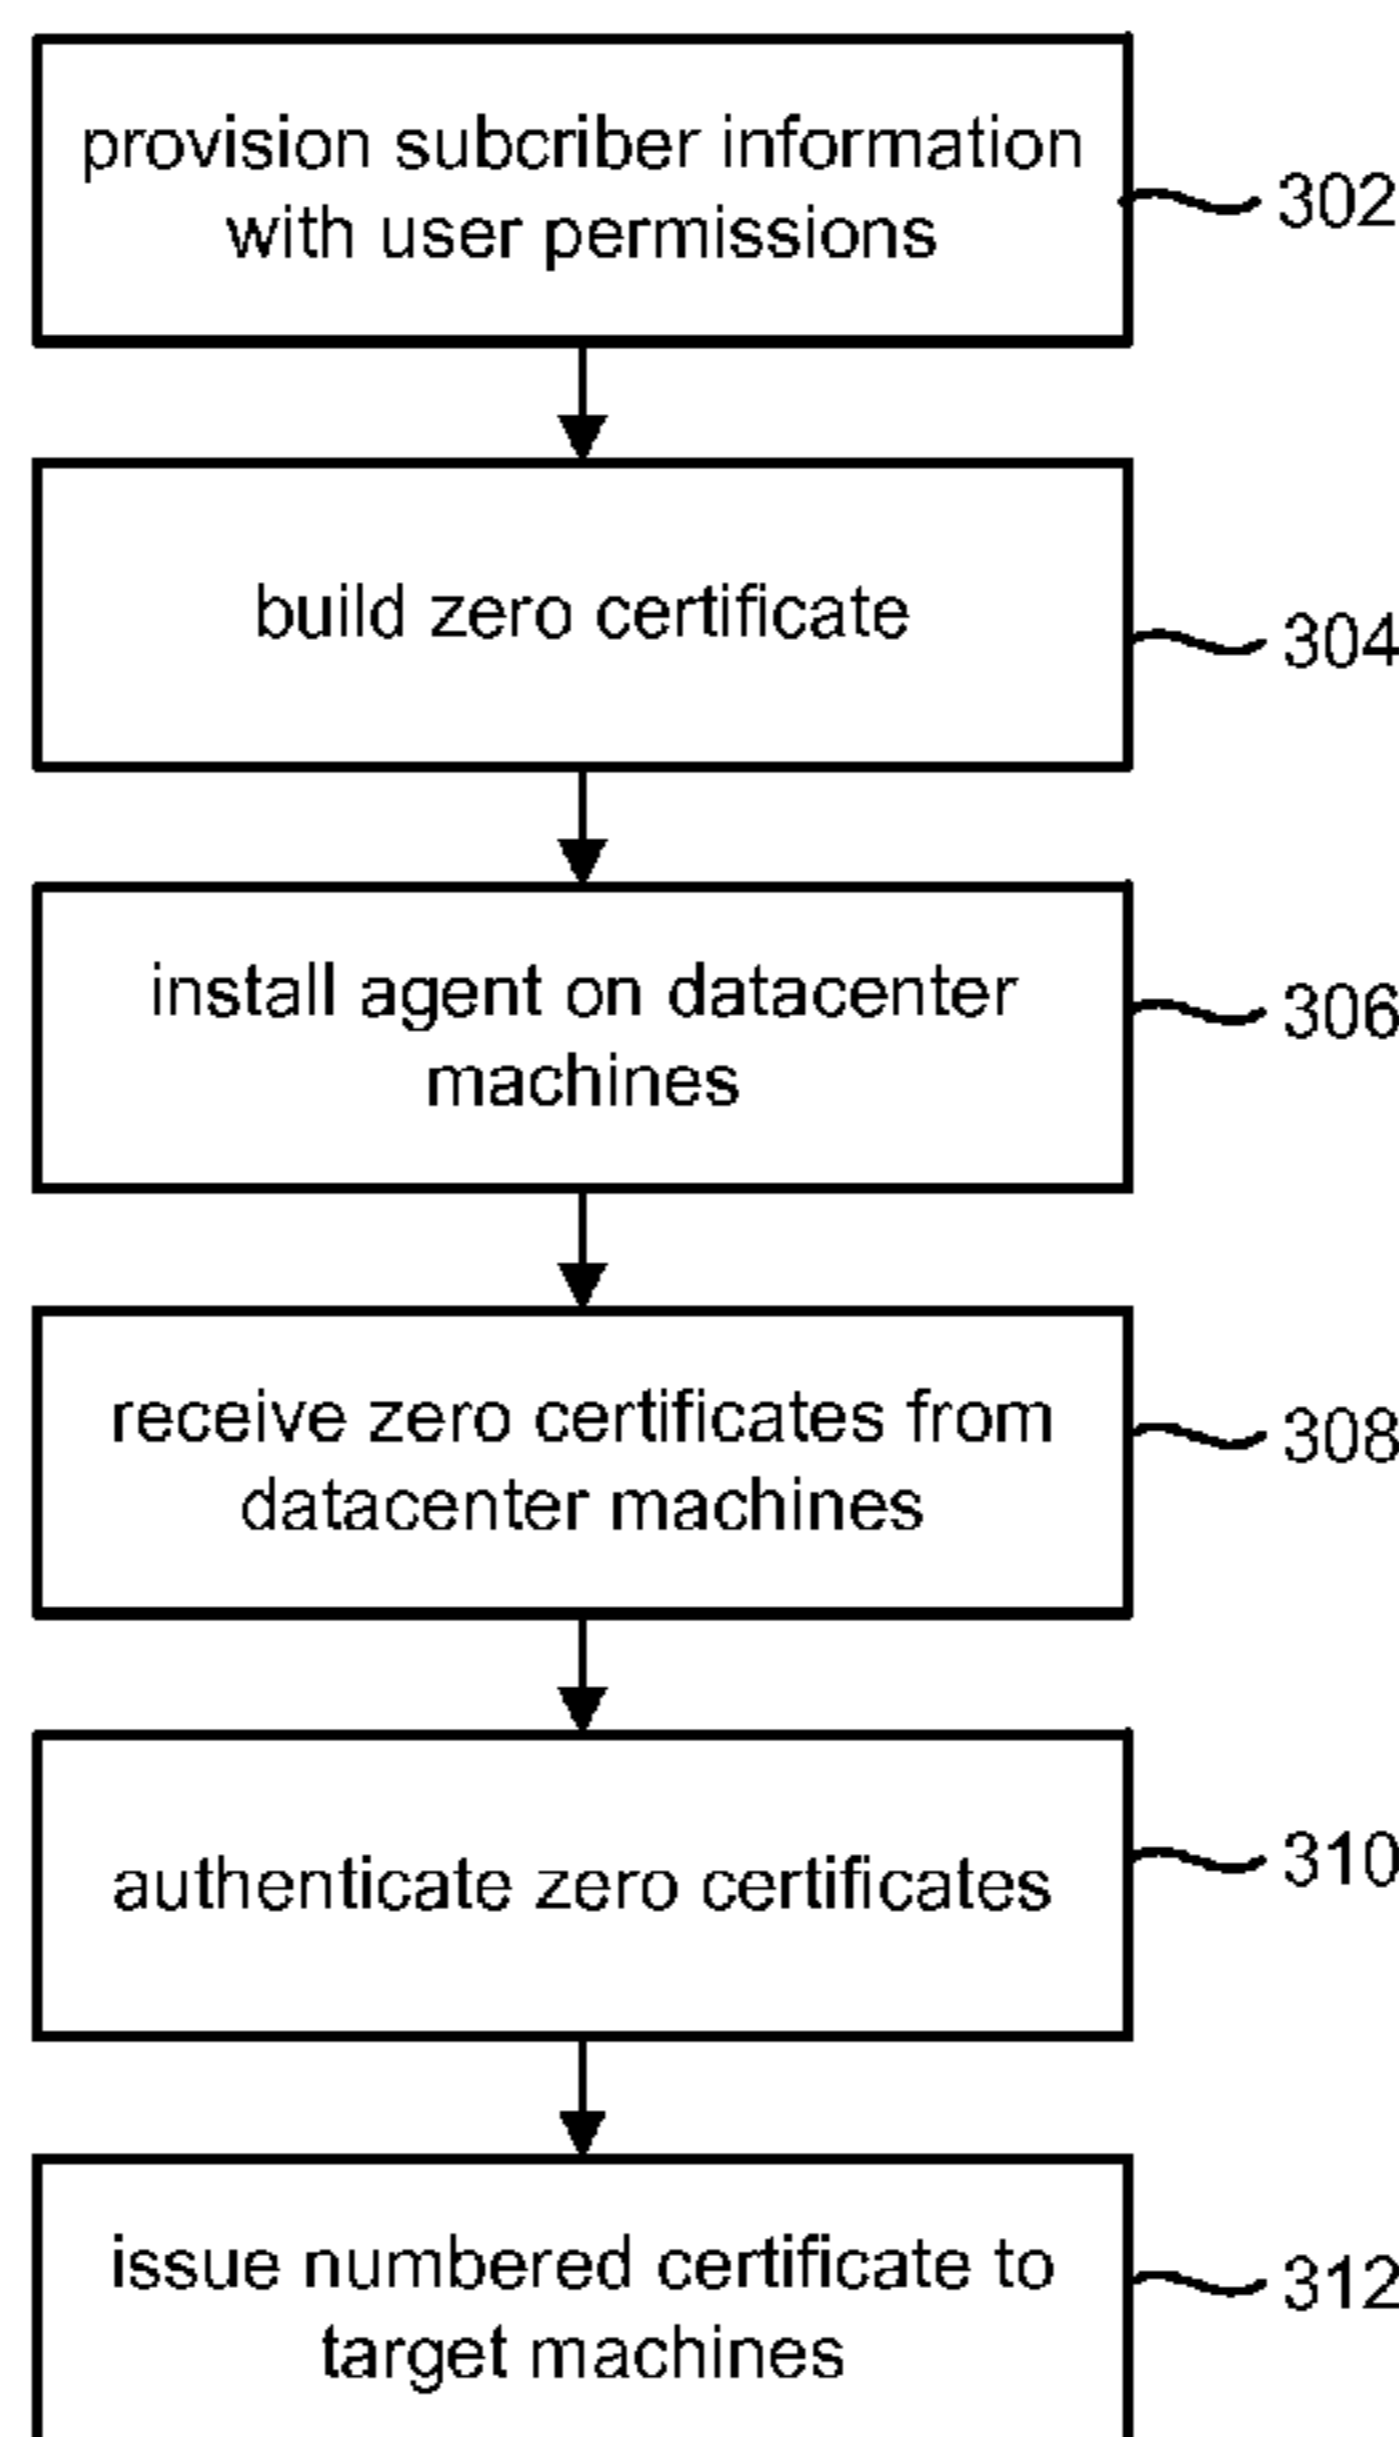 provision subcriber information
with user permissions
302
build zero certificate
304
install agent on datacenter
machines
306
receive zero certificates from
datacenter machines
308
authenticate zero certificates
310
issue numbered certificate to
target machines
312